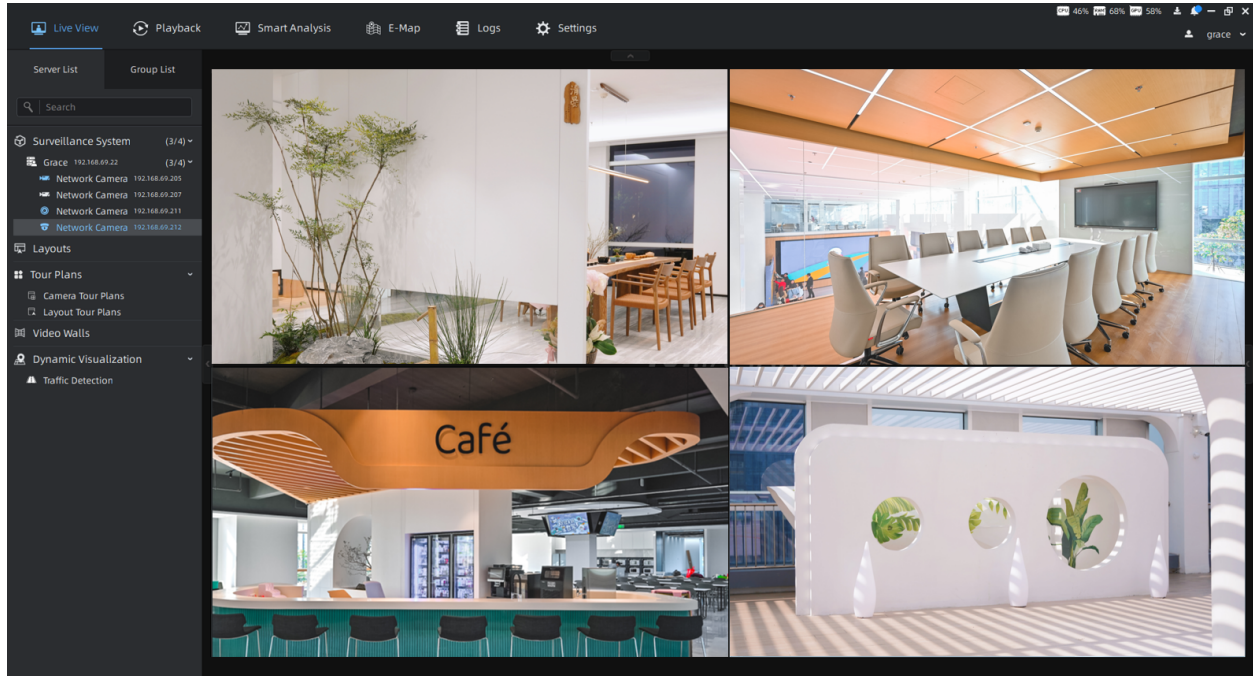 CPU 46% RAM 68% GPU 58%
Live View
Playback
Smart Analysis
E-Map
Logs
Settings
grace
Server List
Group List
Search
Surveillance System (3/4)
Grace 192.168.69.22 (3/4)
Network Camera 192.168.69.205
Network Camera 192.168.69.207
Network Camera 192.168.69.211
Network Camera 192.168.69.212
Layouts
Tour Plans
Camera Tour Plans
Layout Tour Plans
Video Walls
Dynamic Visualization
Traffic Detection
Café